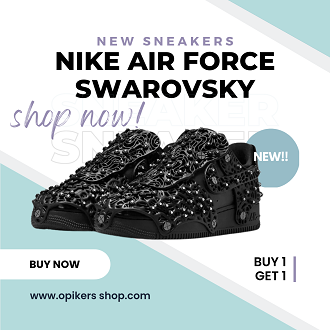 NEW SNEAKERS
NIKE AIR FORCE
SWAROVSKY
shop now!
SNEAKER
NEW!!
BUY NOW
BUY 1
GET 1
www.opikers shop.com